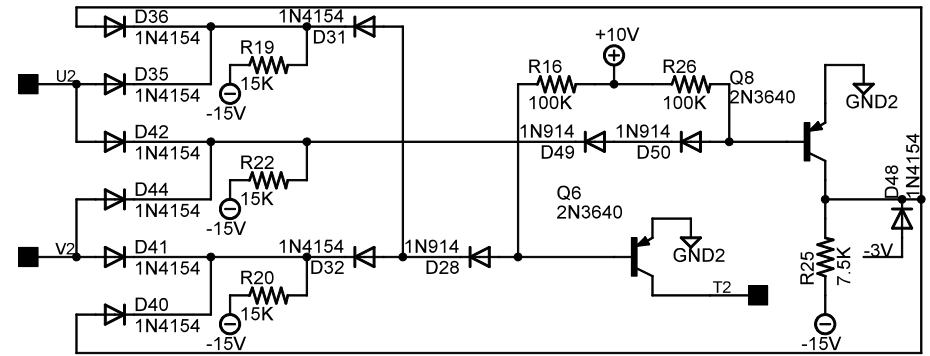 D36
1N4154
1N4154
D31
R19
15K
-15V
U2
D35
1N4154
+10V
R16
100K
R26
100K
Q8
2N3640
GND2
D42
1N4154
1N914
D49
1N914
D50
R22
15K
-15V
D44
1N4154
Q6
2N3640
D48
1N4154
V2
D41
1N4154
1N4154
D32
1N914
D28
GND2
-3V
R25
7.5K
R20
15K
-15V
T2
D40
1N4154
-15V